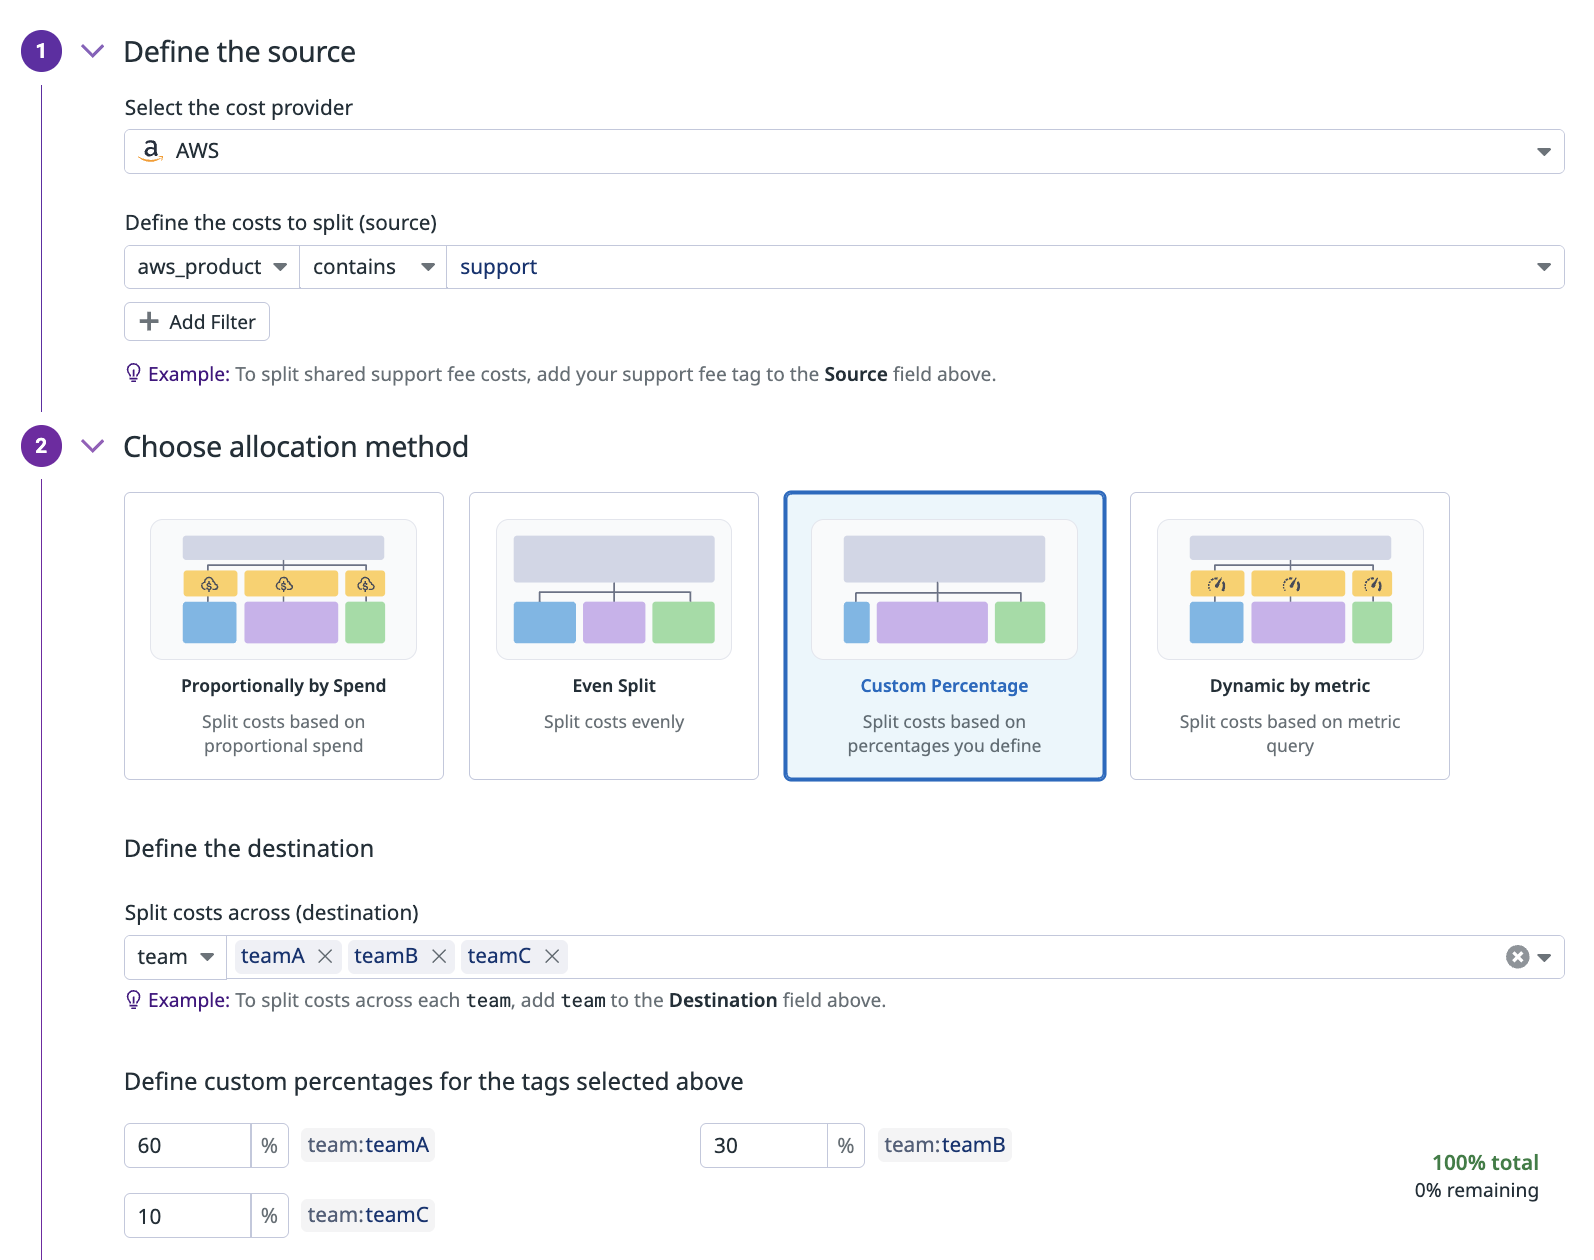 1 Define the source
Select the cost provider
a AWS
Define the costs to split (source)
aws_product contains support
Add Filter
Example: To split shared support fee costs, add your support fee tag to the Source field above.
2 Choose allocation method
Proportionally by Spend
Split costs based on
proportional spend
Even Split
Split costs evenly
Custom Percentage
Split costs based on
percentages you define
Dynamic by metric
Split costs based on metric
query
Define the destination
Split costs across (destination)
team teamA teamB teamC
Example: To split costs across each team, add team to the Destination field above.
Define custom percentages for the tags selected above
60 % team:teamA 30 % team:teamB
100% total
0% remaining
10 % team:teamC